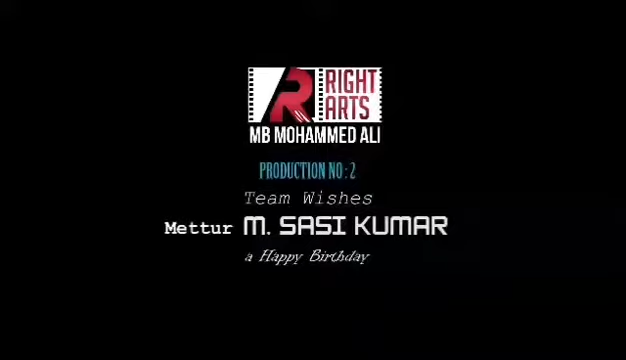 RIGHT
ARTS
MB MOHAMMED ALI
PRODUCTION NO: 2
Team Wishes
Mettur M. SASI KUMAR
a Happy Birthday